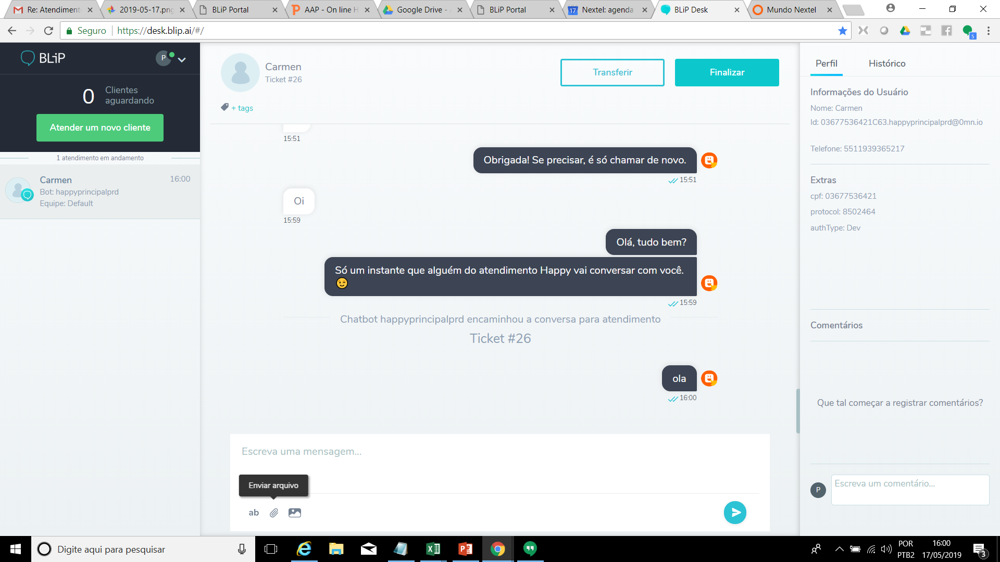 Re: Atendiment
2019-05-17.png
BLiP Portal
AAP - On line H
Google Drive -
BLiP Portal
Nextel: agenda
BLiP Desk
Mundo Nextel
Seguro
https://desk.blip.ai/#/
5
BLiP
P
0
Clientes
aguardando
Atender um novo cliente
1 atendimento em andamento
Carmen
16:00
Bot: happyprincipalprd
Equipe: Default
Carmen
Ticket #26
Transferir
Finalizar
+ tags
15:51
Obrigada! Se precisar, é só chamar de novo.
15:51
Oi
15:59
Olá, tudo bem?
Só um instante que alguém do atendimento Happy vai conversar com você.
😉
15:59
Chatbot happyprincipalprd encaminhou a conversa para atendimento
Ticket #26
ola
16:00
Escreva uma mensagem...
Enviar arquivo
ab
Perfil
Histórico
Informações do Usuário
Nome: Carmen
Id: 03677536421C63.happyprincipalprd@0mn.io
Telefone: 5511939365217
Extras
cpf: 03677536421
protocol: 8502464
authType: Dev
Comentários
Que tal começar a registrar comentários?
P
Escreva um comentário...
Digite aqui para pesquisar
POR
PTB2
16:00
17/05/2019
3